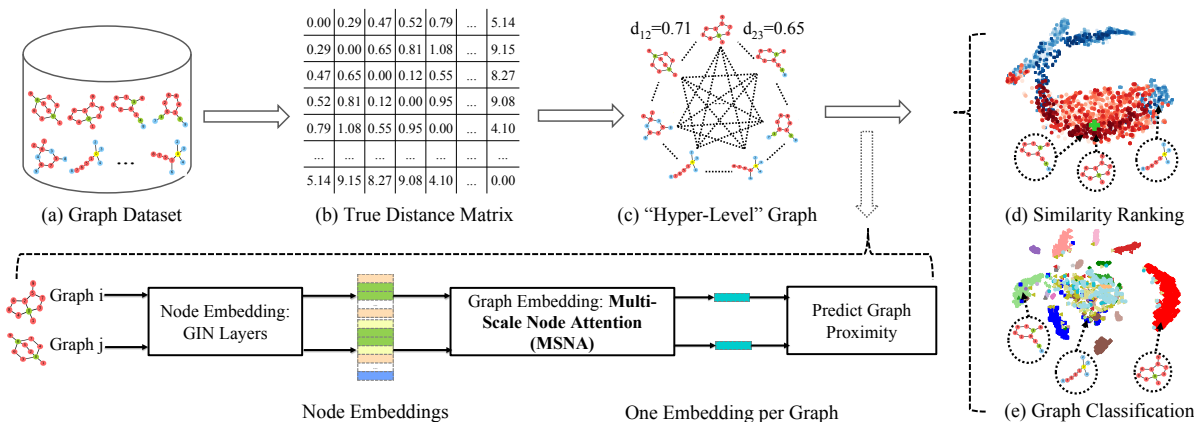 0.00 0.29 0.47 0.52 0.79 ... 5.14
0.29 0.00 0.65 0.81 1.08 ... 9.15
0.47 0.65 0.00 0.12 0.55 ... 8.27
0.52 0.81 0.12 0.00 0.95 ... 9.08
0.79 1.08 0.55 0.95 0.00 ... 4.10
... ... ... ... ... ... ...
5.14 9.15 8.27 9.08 4.10 ... 0.00
d12=0.71 d23=0.65
...
(a) Graph Dataset
(b) True Distance Matrix
(c) “Hyper-Level” Graph
(d) Similarity Ranking
Graph i
Graph j
Node Embedding:
GIN Layers
Graph Embedding: Multi-
Scale Node Attention
(MSNA)
Predict Graph
Proximity
Node Embeddings
One Embedding per Graph
(e) Graph Classification